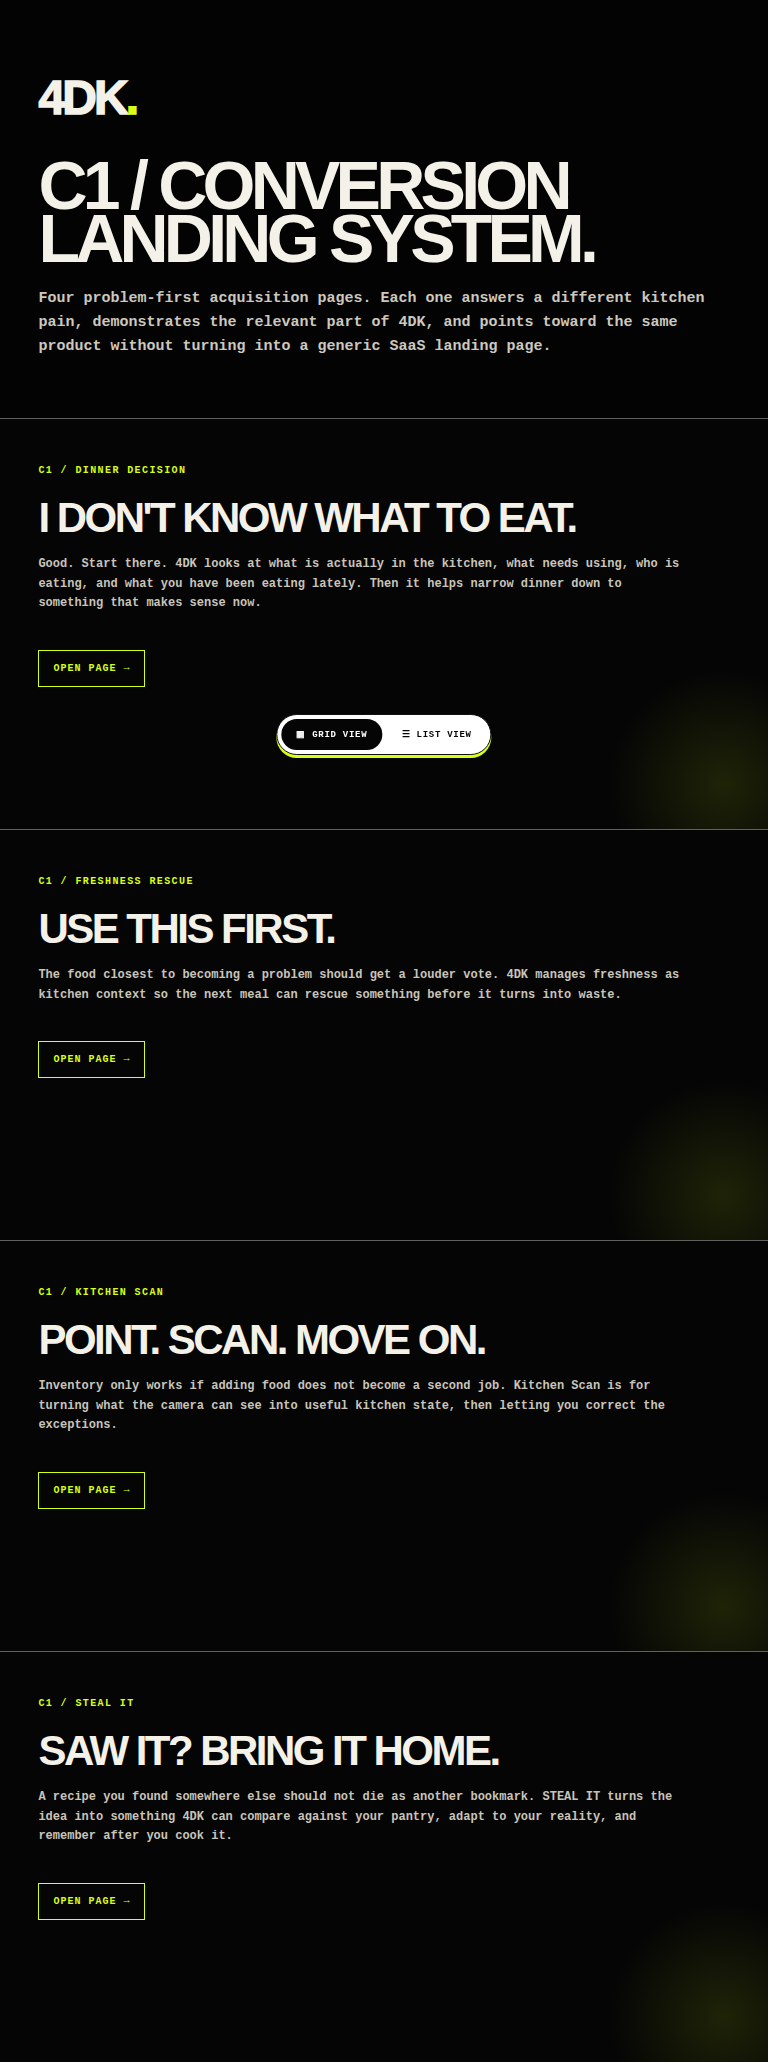 4DK.
C1 / CONVERSION
LANDING SYSTEM.
Four problem-first acquisition pages. Each one answers a different kitchen
pain, demonstrates the relevant part of 4DK, and points toward the same
product without turning into a generic SaaS landing page.
C1 / DINNER DECISION
I DON'T KNOW WHAT TO EAT.
Good. Start there. 4DK looks at what is actually in the kitchen, what needs using, who is
eating, and what you have been eating lately. Then it helps narrow dinner down to
something that makes sense now.
OPEN PAGE →
▦ GRID VIEW ☰ LIST VIEW
C1 / FRESHNESS RESCUE
USE THIS FIRST.
The food closest to becoming a problem should get a louder vote. 4DK manages freshness as
kitchen context so the next meal can rescue something before it turns into waste.
OPEN PAGE →
C1 / KITCHEN SCAN
POINT. SCAN. MOVE ON.
Inventory only works if adding food does not become a second job. Kitchen Scan is for
turning what the camera can see into useful kitchen state, then letting you correct the
exceptions.
OPEN PAGE →
C1 / STEAL IT
SAW IT? BRING IT HOME.
A recipe you found somewhere else should not die as another bookmark. STEAL IT turns the
idea into something 4DK can compare against your pantry, adapt to your reality, and
remember after you cook it.
OPEN PAGE →